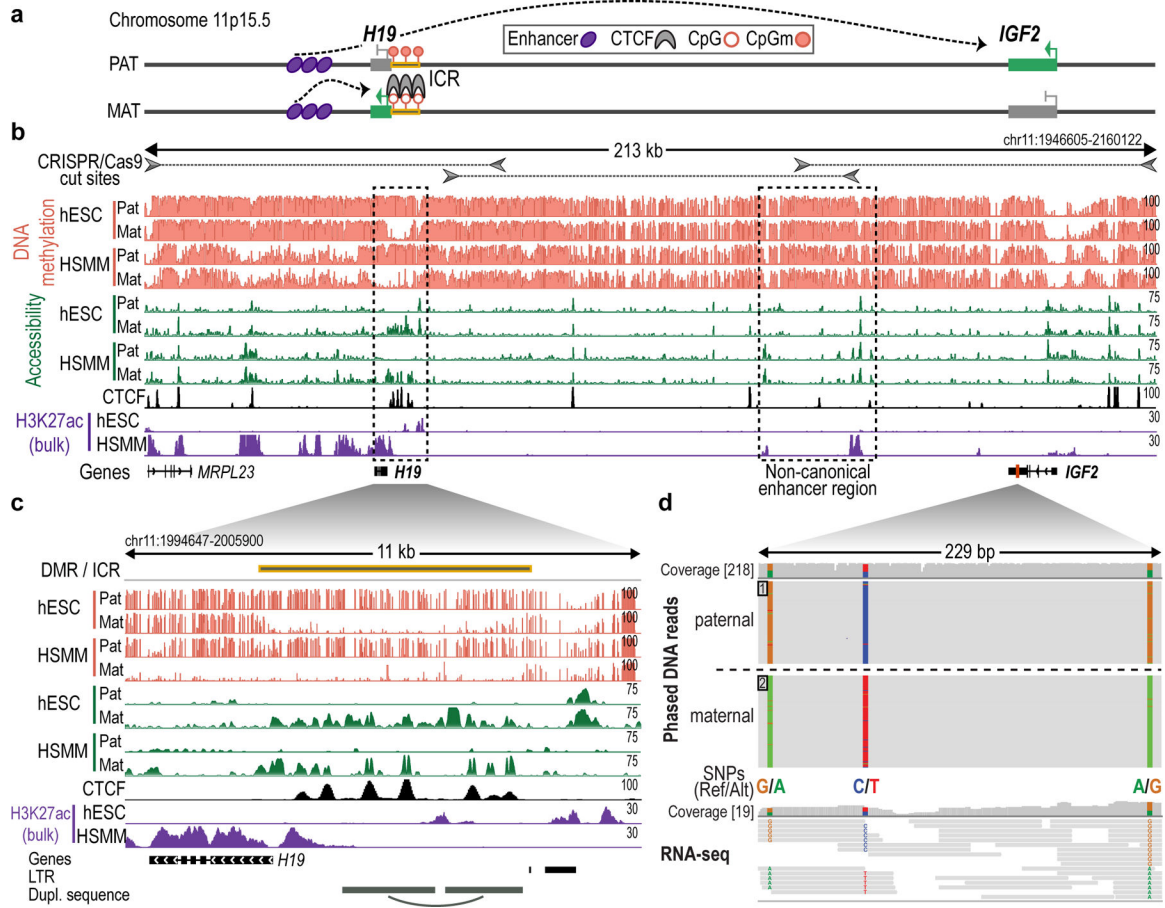 a
Chromosome 11p15.5
H19
Enhancer CTCF CpG CpGm
IGF2
PAT
ICR
MAT
b
213 kb
chr11:1946605-2160122
CRISPR/Cas9
cut sites
DNA
methylation
hESC Pat 100
Mat 100
HSMM Pat 100
Mat 100
Accessibility
hESC Pat 75
Mat 75
HSMM Pat 75
Mat 75
CTCF 100
H3K27ac
(bulk)
hESC 30
HSMM 30
Genes MRPL23 H19
Non-canonical
enhancer region
IGF2
c
chr11:1994647-2005900
11 kb
DMR / ICR
hESC Pat 100
Mat 100
HSMM Pat 100
Mat 100
hESC Pat 75
Mat 75
HSMM Pat 75
Mat 75
CTCF 100
H3K27ac
(bulk)
hESC 30
HSMM 30
Genes H19
LTR
Dupl. sequence
d
229 bp
Coverage [218]
Phased DNA reads
1
paternal
2
maternal
SNPs
(Ref/Alt)
G/A C/T A/G
Coverage [19]
RNA-seq